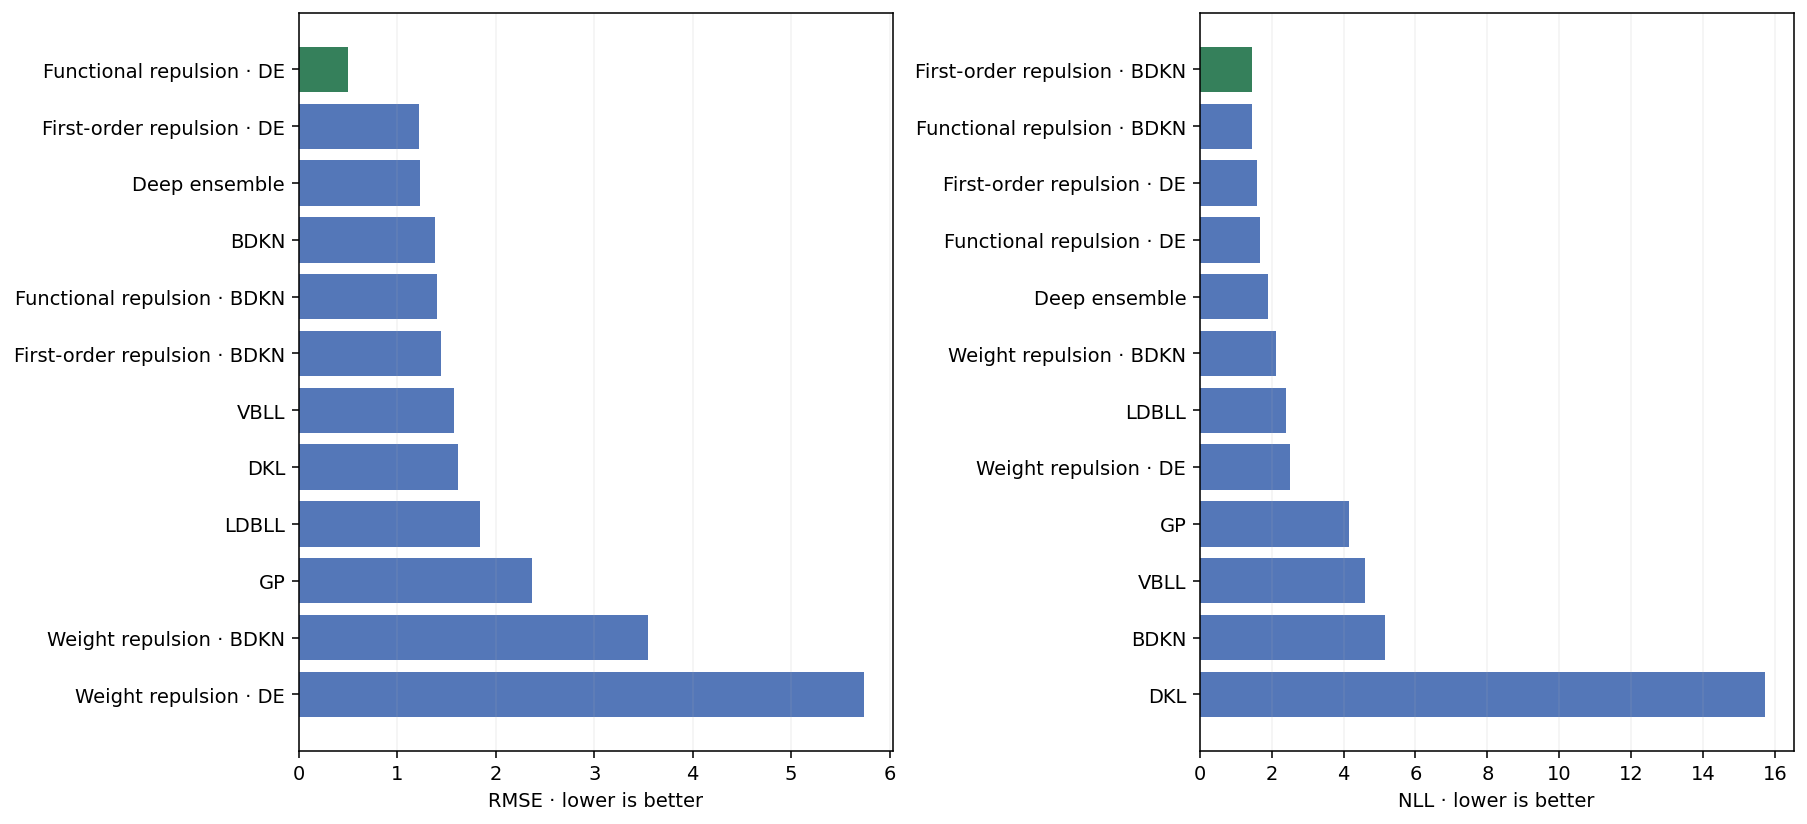 Functional repulsion · DE
First-order repulsion · DE
Deep ensemble
BDKN
Functional repulsion · BDKN
First-order repulsion · BDKN
VBLL
DKL
LDBLL
GP
Weight repulsion · BDKN
Weight repulsion · DE
0 1 2 3 4 5 6
RMSE · lower is better
First-order repulsion · BDKN
Functional repulsion · BDKN
First-order repulsion · DE
Functional repulsion · DE
Deep ensemble
Weight repulsion · BDKN
LDBLL
Weight repulsion · DE
GP
VBLL
BDKN
DKL
0 2 4 6 8 10 12 14 16
NLL · lower is better